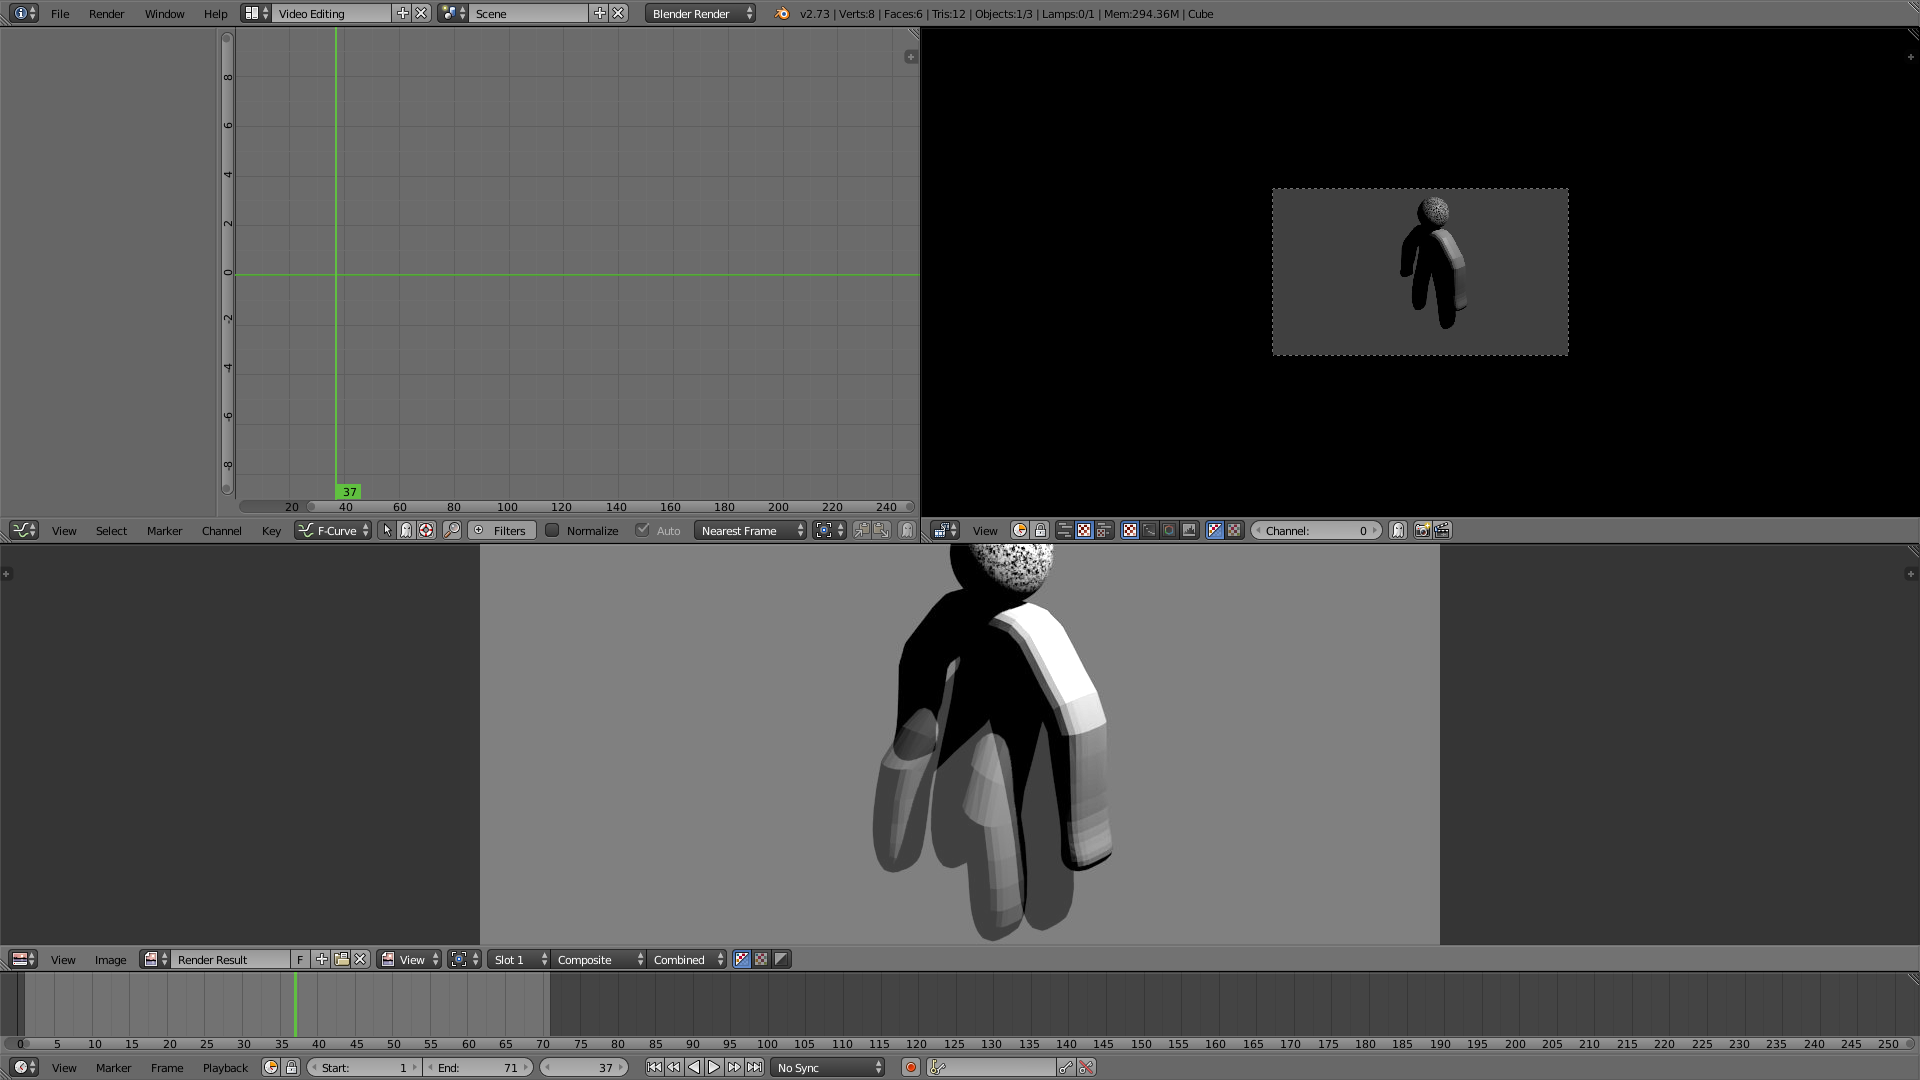 File Render Window Help Video Editing Scene Blender Render v2.73 | Verts:8 | Faces:6 | Tris:12 | Objects:1/3 | Lamps:0/1 | Mem:294.36M | Cube
8
6
4
2
0
-2
-4
-6
-8
37
20 40 60 80 100 120 140 160 180 200 220 240
View Select Marker Channel Key F-Curve Filters Normalize Auto Nearest Frame
View Channel: 0
View Image Render Result F View Slot 1 Composite Combined
0 5 10 15 20 25 30 35 40 45 50 55 60 65 70 75 80 85 90 95 100 105 110 115 120 125 130 135 140 145 150 155 160 165 170 175 180 185 190 195 200 205 210 215 220 225 230 235 240 245 250
View Marker Frame Playback Start: 1 End: 71 37 No Sync